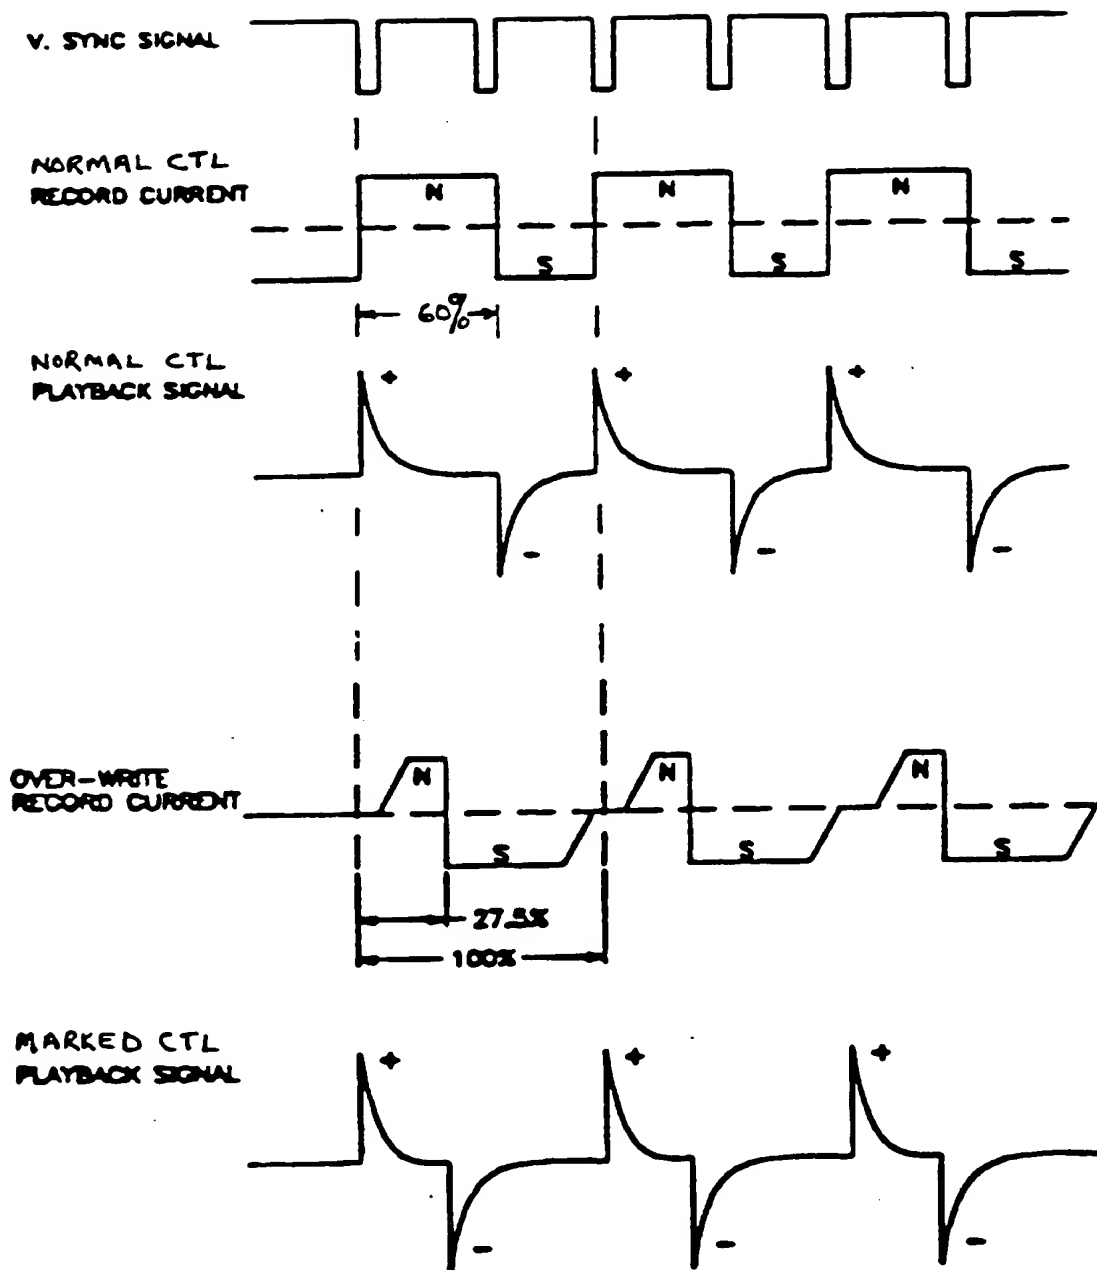 V. SYNC SIGNAL
NORMAL CTL
RECORD CURRENT
N
N
N
S
S
S
60%
NORMAL CTL
PLAYBACK SIGNAL
+
+
+
-
-
-
OVER-WRITE
RECORD CURRENT
N
N
N
S
S
S
27.5%
100%
MARKED CTL
PLAYBACK SIGNAL
+
+
+
-
-
-